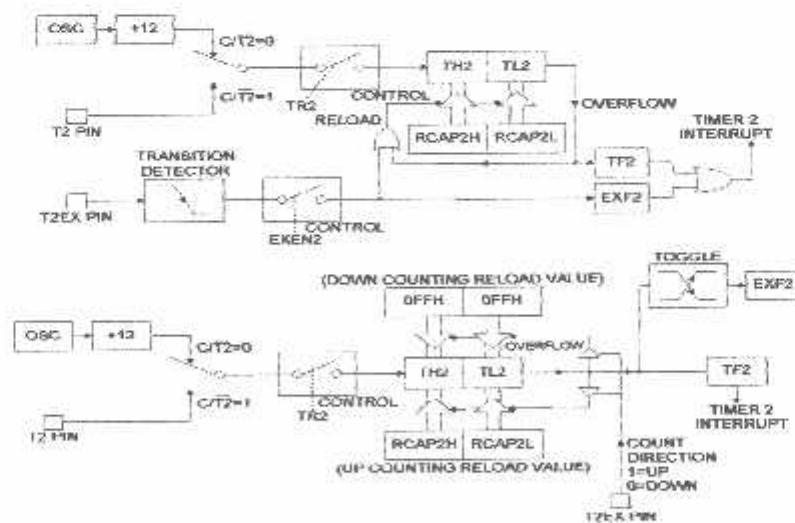 OSC
÷12
C/T2=0
C/T2=1
TR2
CONTROL
TH2
TL2
OVERFLOW
RELOAD
RCAP2H
RCAP2L
T2 PIN
TIMER 2
INTERRUPT
TRANSITION
DETECTOR
TF2
T2EX PIN
EXF2
CONTROL
EXEN2
TOGGLE
(DOWN COUNTING RELOAD VALUE)
0FFH
0FFH
EXF2
OSC
÷12
C/T2=0
OVERFLOW
TH2
TL2
TF2
C/T2=1
CONTROL
TR2
TIMER 2
INTERRUPT
T2 PIN
RCAP2H
RCAP2L
COUNT
DIRECTION
1=UP
0=DOWN
(UP COUNTING RELOAD VALUE)
T2EX PIN